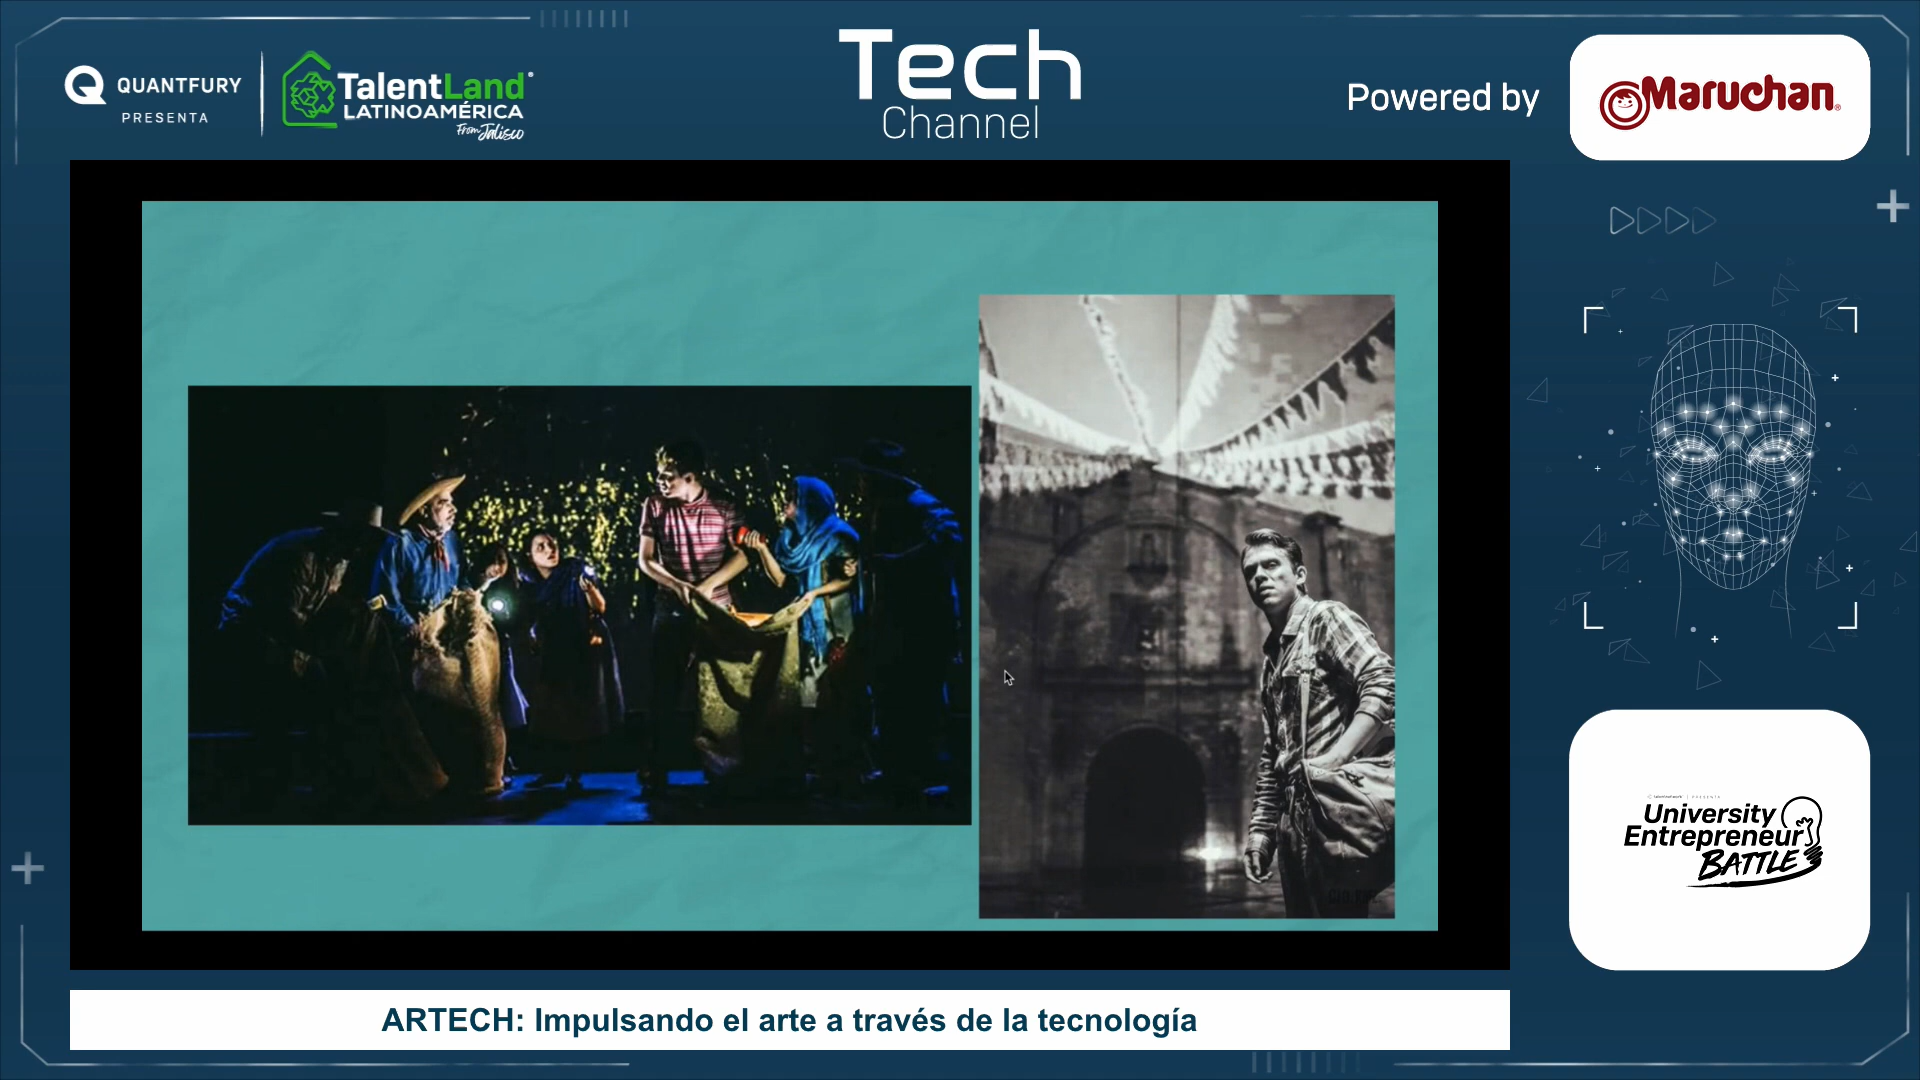 QUANTFURY
PRESENTA
TalentLand
LATINOAMÉRICA
From Jalisco
Tech
Channel
Powered by
Maruchan
University
Entrepreneur
BATTLE
ARTECH: Impulsando el arte a través de la tecnología